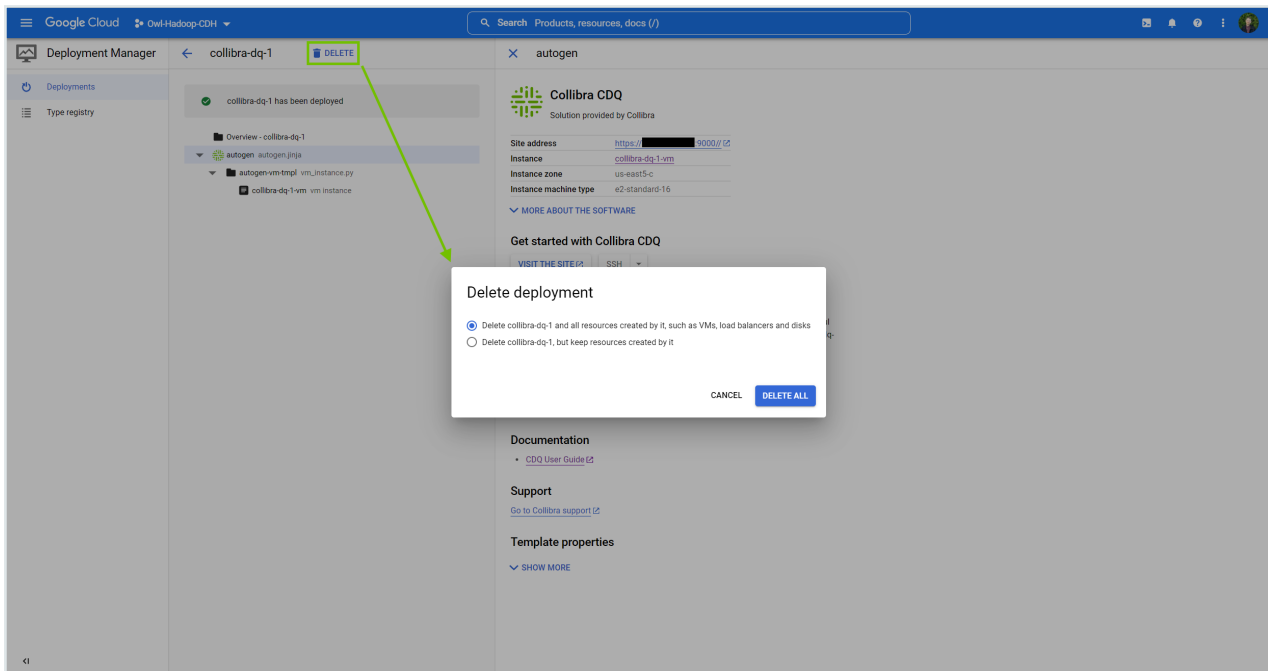 Google Cloud
Owl-Hadoop-CDH
Search Products, resources, docs (/)
Deployment Manager
collibra-dq-1
DELETE
autogen
Deployments
Type registry
collibra-dq-1 has been deployed
Overview - collibra-dq-1
autogen autogen.jinja
autogen-vm-tmpl vm_instance.py
collibra-dq-1-vm vm instance
Collibra CDQ
Solution provided by Collibra
Site address https:// :9000//
Instance collibra-dq-1-vm
Instance zone us-east5-c
Instance machine type e2-standard-16
MORE ABOUT THE SOFTWARE
Get started with Collibra CDQ
VISIT THE SITE SSH
Delete deployment
Delete collibra-dq-1 and all resources created by it, such as VMs, load balancers and disks
Delete collibra-dq-1, but keep resources created by it
CANCEL DELETE ALL
Documentation
CDQ User Guide
Support
Go to Collibra support
Template properties
SHOW MORE